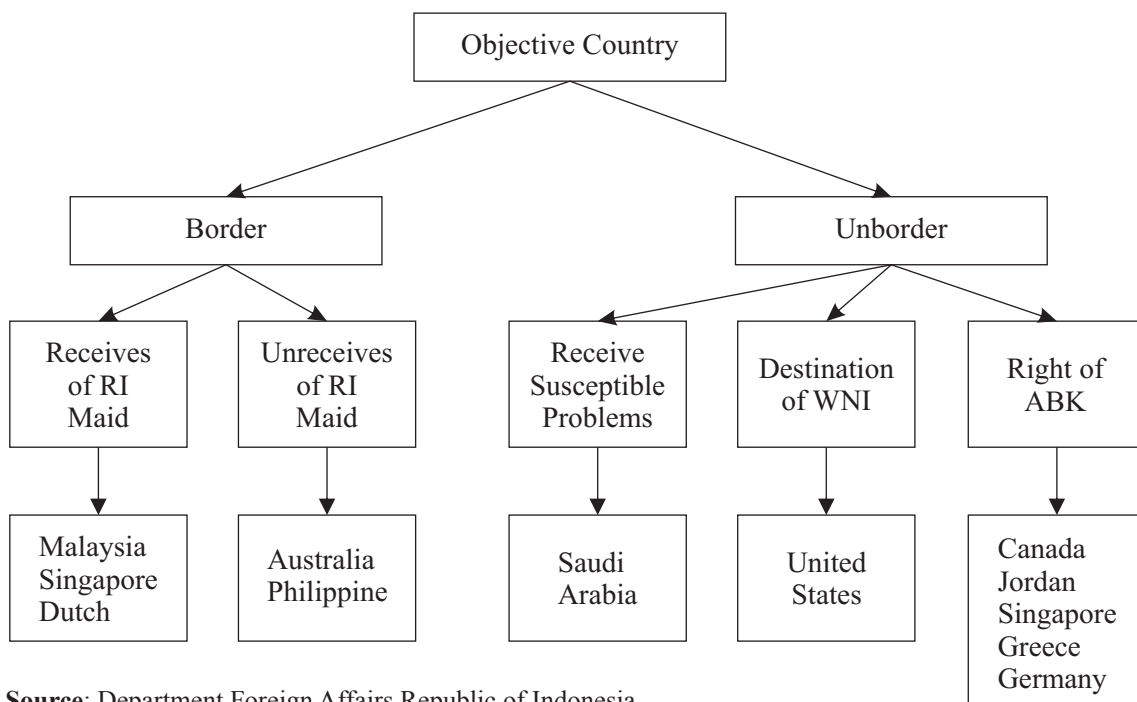 Objective Country
Border
Unborder
Receives
of RI
Maid
Unreceives
of RI
Maid
Receive
Susceptible
Problems
Destination
of WNI
Right of
ABK
Malaysia
Singapore
Dutch
Australia
Philippine
Saudi
Arabia
United
States
Canada
Jordan
Singapore
Greece
Germany
Source: Department Foreign Affairs Republic of Indonesia